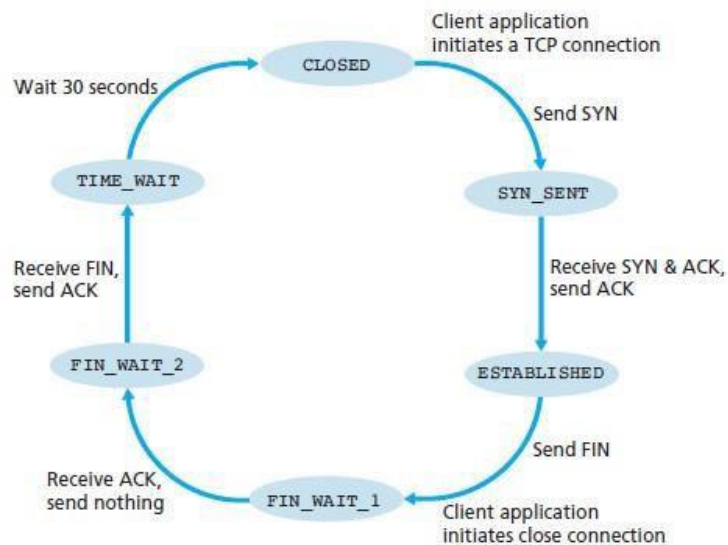 Client application
initiates a TCP connection
CLOSED
Wait 30 seconds
Send SYN
TIME_WAIT
SYN_SENT
Receive FIN,
send ACK
Receive SYN & ACK,
send ACK
FIN_WAIT_2
ESTABLISHED
Send FIN
Receive ACK,
send nothing
FIN_WAIT_1
Client application
initiates close connection